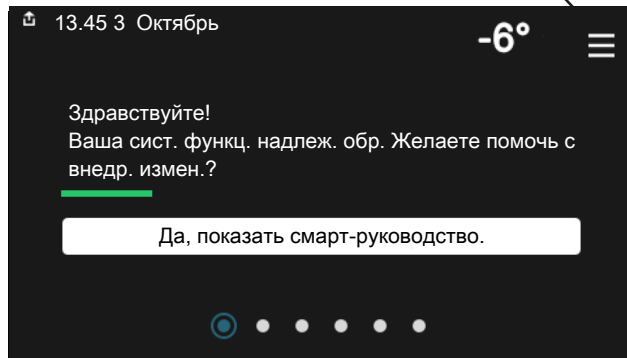 13.45 3 Октябрь
-6°
Здравствуйте!
Ваша сист. функц. надлеж. обр. Желаете помочь с
внедр. измен.?
Да, показать смарт-руководство.